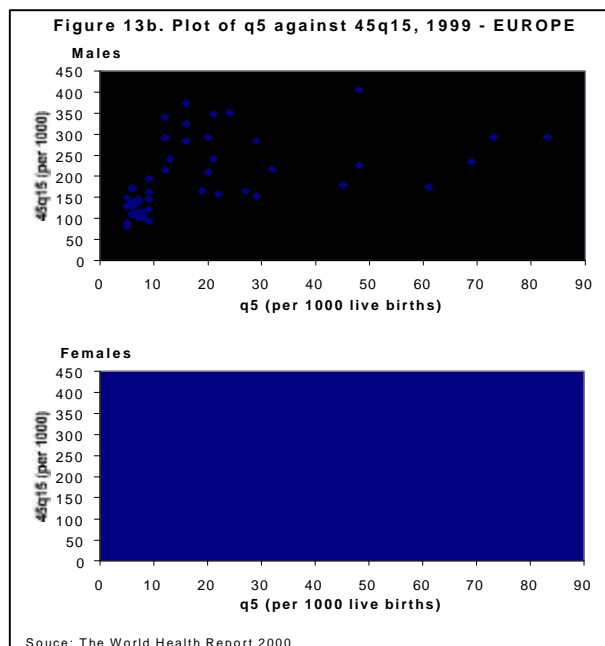 Figure 13b. Plot of q5 against 45q15, 1999 - EUROPE
Males
450
400
350
300
250
200
150
100
50
0
45q15 (per 1000)
0 10 20 30 40 50 60 70 80 90
q5 (per 1000 live births)
Females
450
400
350
300
250
200
150
100
50
0
45q15 (per 1000)
0 10 20 30 40 50 60 70 80 90
q5 (per 1000 live births)
Souce: The World Health Report 2000